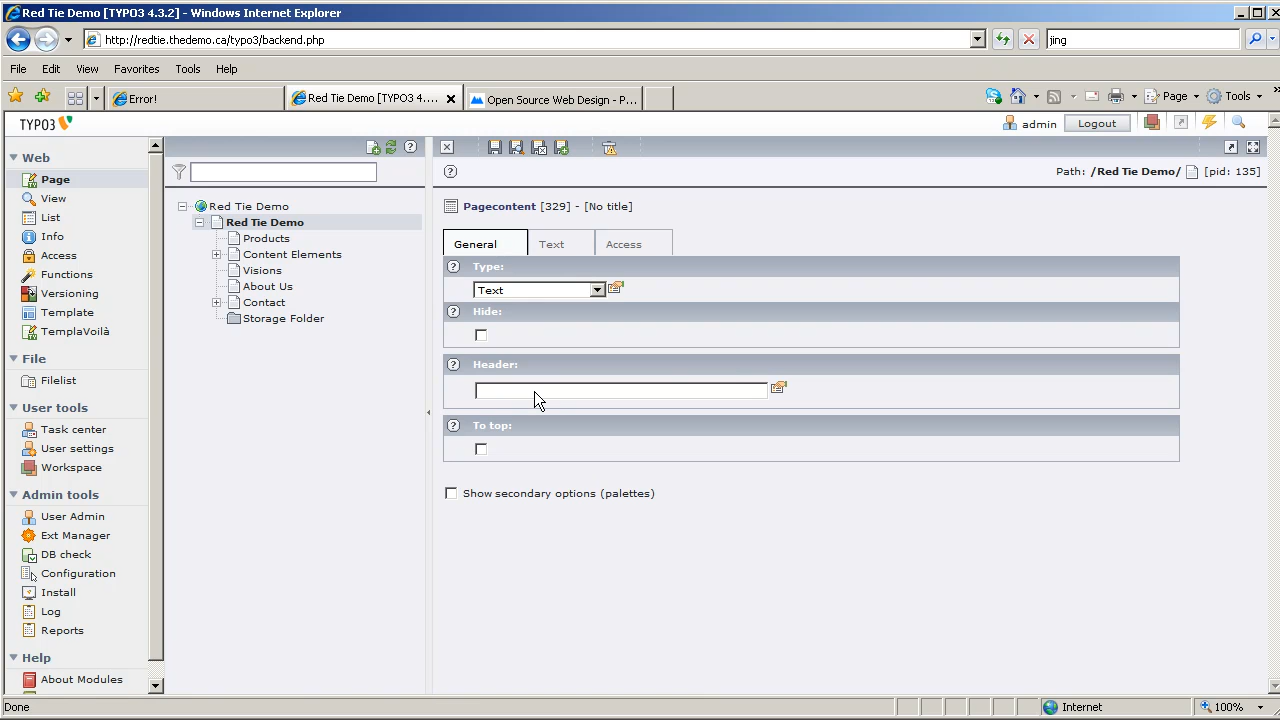 Red Tie Demo [TYPO3 4.3.2] - Windows Internet Explorer
http://redtie.thedemo.ca/typo3/backend.php
jing
File Edit View Favorites Tools Help
Error!
Red Tie Demo [TYPO3 4....
Open Source Web Design - P...
Page
Tools
TYPO3
admin
Logout
Web
Page
View
List
Info
Access
Functions
Versioning
Template
TemplaVoilà
File
Filelist
User tools
Task center
User settings
Workspace
Admin tools
User Admin
Ext Manager
DB check
Configuration
Install
Log
Reports
Help
About Modules
Red Tie Demo
Red Tie Demo
Products
Content Elements
Visions
About Us
Contact
Storage Folder
Path: /Red Tie Demo/ [pid: 135]
Pagecontent [329] - [No title]
General Text Access
Type:
Text
Hide:
Header:
To top:
Show secondary options (palettes)
Done
Internet
100%